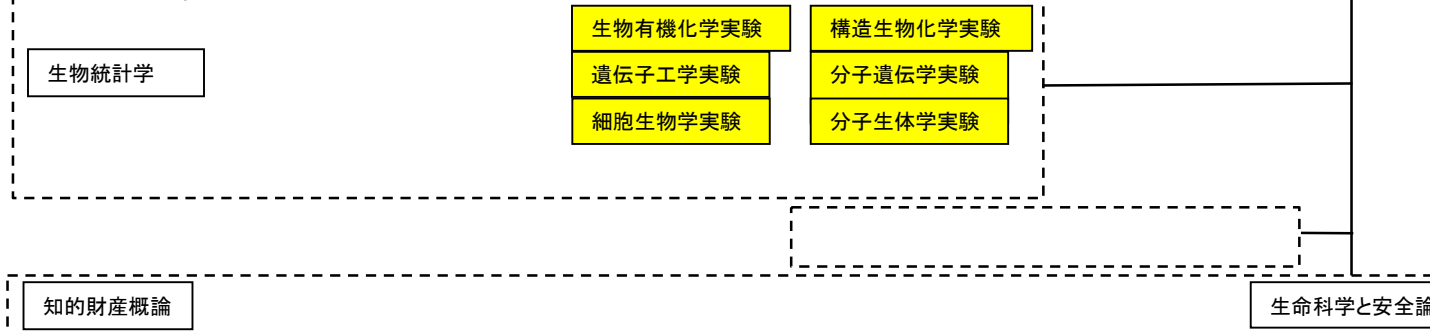 生物有機化学実験 構造生物化学実験
生物統計学 遺伝子工学実験 分子遺伝学実験
細胞生物学実験 分子生体学実験
知的財産概論 生命科学と安全論